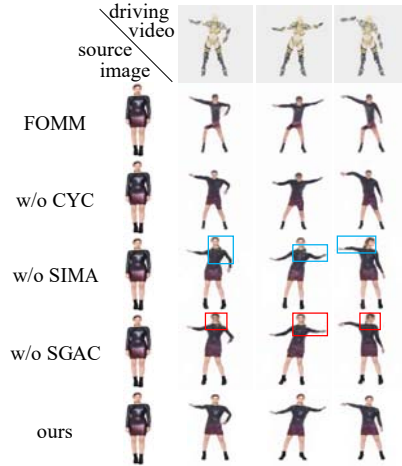 driving
video
source
image
FOMM
w/o CYC
w/o SIMA
w/o SGAC
ours